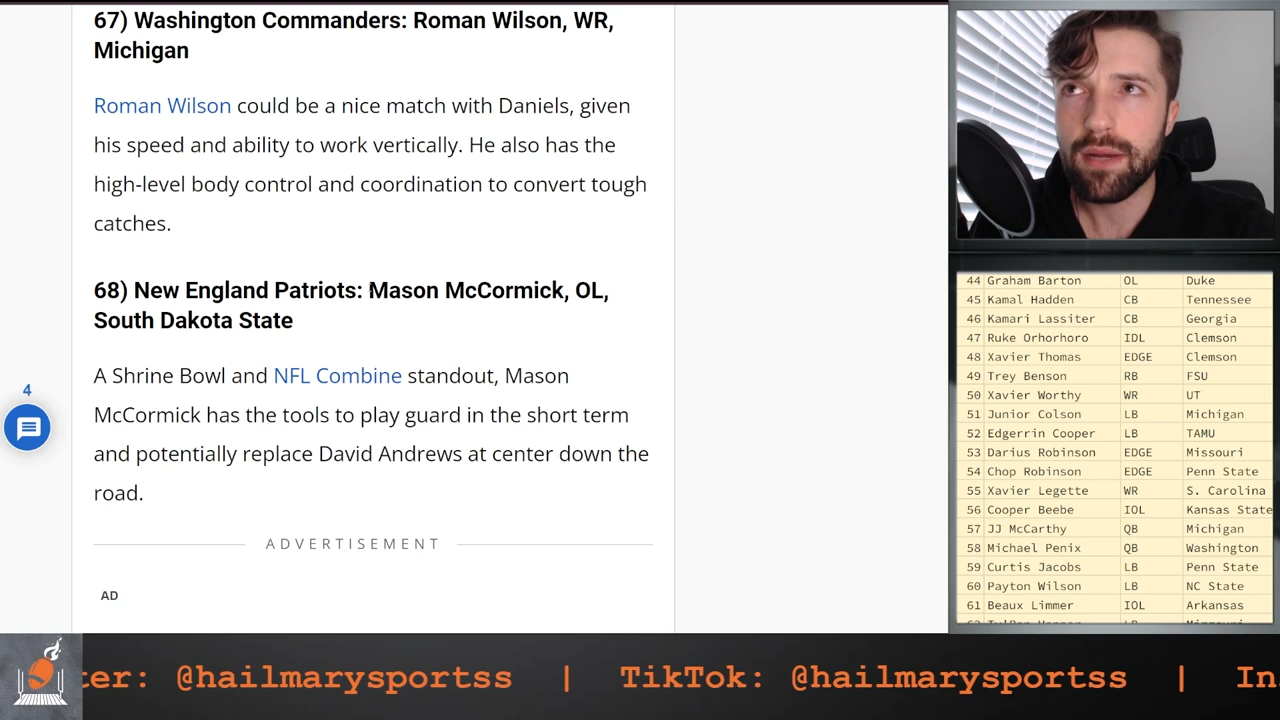 67) Washington Commanders: Roman Wilson, WR,
Michigan
Roman Wilson could be a nice match with Daniels, given
his speed and ability to work vertically. He also has the
high-level body control and coordination to convert tough
catches.
68) New England Patriots: Mason McCormick, OL,
South Dakota State
A Shrine Bowl and NFL Combine standout, Mason
McCormick has the tools to play guard in the short term
and potentially replace David Andrews at center down the
road.
ADVERTISEMENT
AD
4
44 Graham Barton OL Duke
45 Kamal Hadden CB Tennessee
46 Kamari Lassiter CB Georgia
47 Ruke Orhorhoro IDL Clemson
48 Xavier Thomas EDGE Clemson
49 Trey Benson RB FSU
50 Xavier Worthy WR UT
51 Junior Colson LB Michigan
52 Edgerrin Cooper LB TAMU
53 Darius Robinson EDGE Missouri
54 Chop Robinson EDGE Penn State
55 Xavier Legette WR S. Carolina
56 Cooper Beebe IOL Kansas State
57 JJ McCarthy QB Michigan
58 Michael Penix QB Washington
59 Curtis Jacobs LB Penn State
60 Payton Wilson LB NC State
61 Beaux Limmer IOL Arkansas
ter: @hailmarysportss | TikTok: @hailmarysportss | In